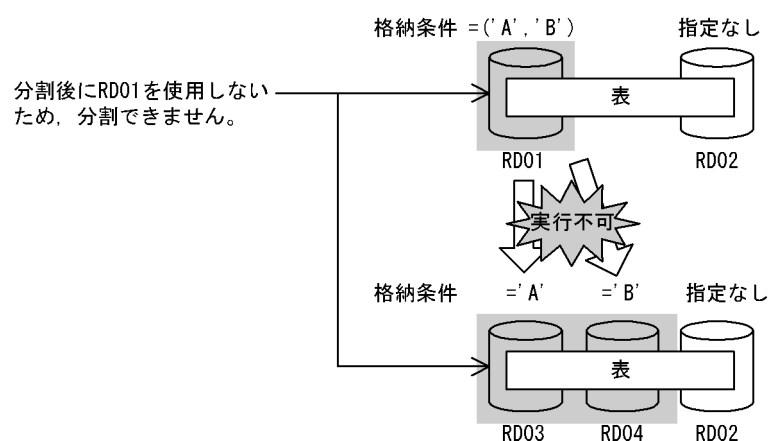 格納条件 =('A','B') 指定なし
分割後にRD01を使用しない
ため，分割できません。
表
RD01 RD02
実行不可
格納条件 ='A' ='B' 指定なし
表
RD03 RD04 RD02